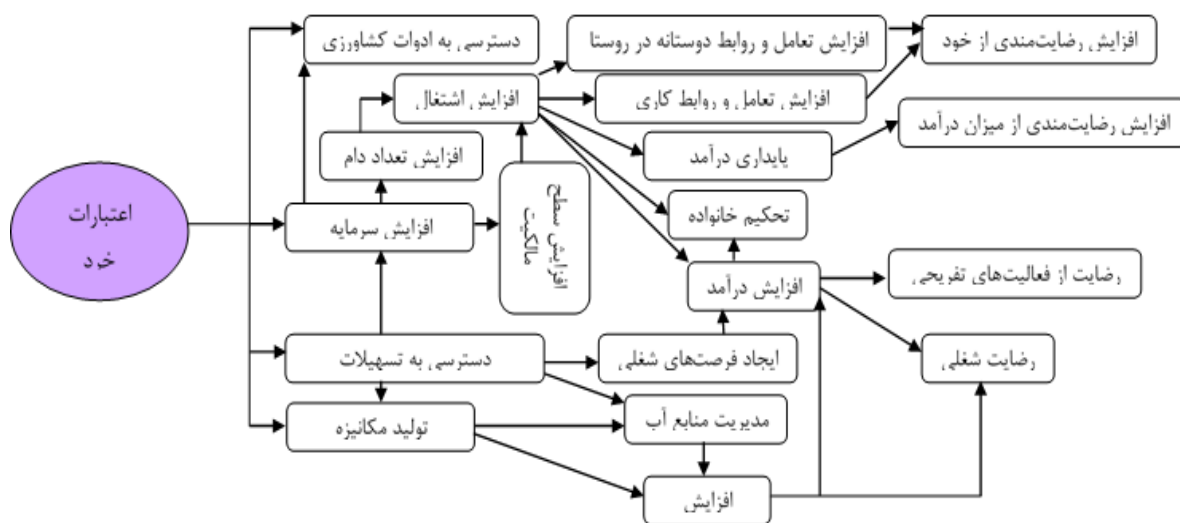 دسترسی به ادوات کشاورزی
افزایش تعامل و روابط دوستانه در روستا
افزایش رضایت‌مندی از خود
افزایش اشتغال
افزایش تعامل و روابط کاری
افزایش رضایت‌مندی از میزان درآمد
افزایش تعداد دام
پایداری درآمد
اعتبارات
خرد
افزایش سرمایه
افزایش سطح
مالکیت
تحکیم خانواده
افزایش درآمد
رضایت از فعالیت‌های تفریحی
دسترسی به تسهیلات
ایجاد فرصت‌های شغلی
رضایت شغلی
تولید مکانیزه
مدیریت منابع آب
افزایش